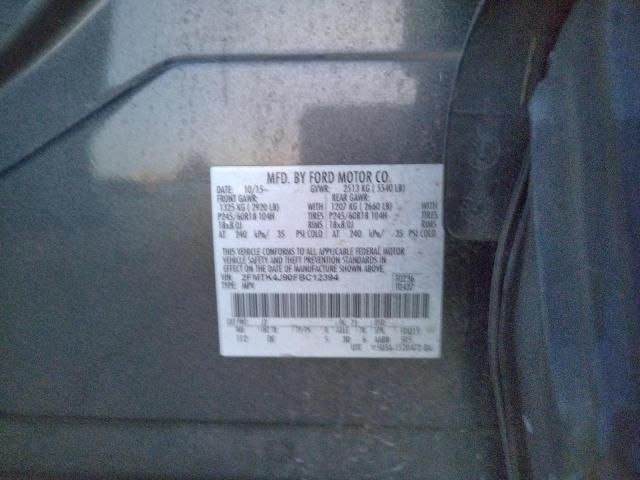 MFD. BY FORD MOTOR CO.
DATE: 10/15 GVWR: 2513 KG ( 5540 LB)
FRONT GAWR: REAR GAWR:
1325 KG ( 2920 LB) WITH 1207 KG ( 2660 LB) WITH
P245/60R18 104H TIRES P245/60R18 104H TIRES
18x8.0J RIMS 18x8.0J RIMS
AT 240 kPa/ 35 PSI COLD AT 240 kPa/ 35 PSI COLD
THIS VEHICLE CONFORMS TO ALL APPLICABLE FEDERAL MOTOR
VEHICLE SAFETY AND THEFT PREVENTION STANDARDS IN
EFFECT ON THE DATE OF MANUFACTURE SHOWN ABOVE.
VIN: 2FMTK4J90FBC12394
TYPE: MPV